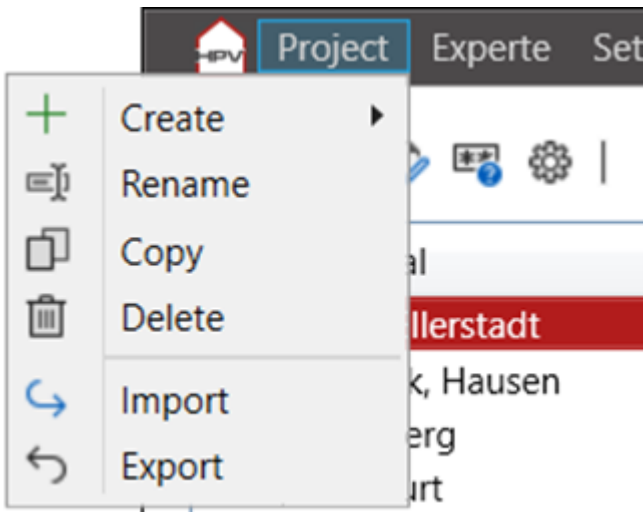 HPV Project Experte Set
Create
Rename
Copy
al
Delete
llerstadt
k, Hausen
Import
erg
Export
urt